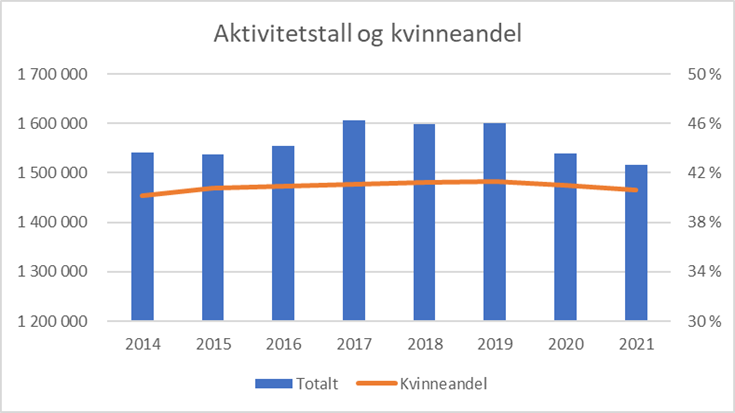 Aktivitetstall og kvinneandel
1 700 000 50 %
1 600 000 46 %
1 500 000 42 %
1 400 000 38 %
1 300 000 34 %
1 200 000 30 %
2014 2015 2016 2017 2018 2019 2020 2021
Totalt Kvinneandel